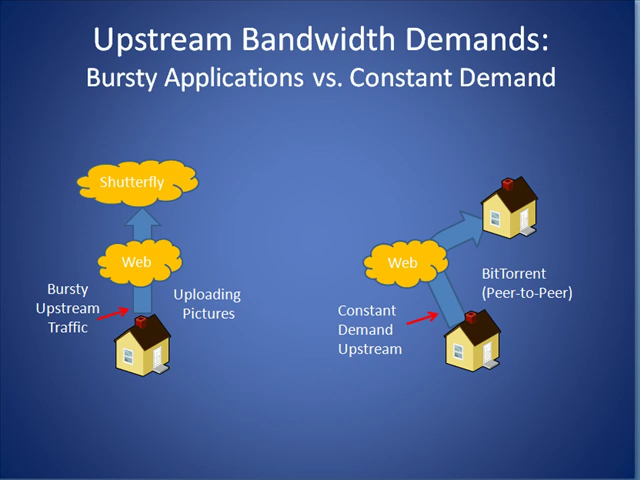 Upstream Bandwidth Demands:
Bursty Applications vs. Constant Demand
Shutterfly
Web
Bursty
Upstream
Traffic
Uploading
Pictures
Web
BitTorrent
(Peer-to-Peer)
Constant
Demand
Upstream